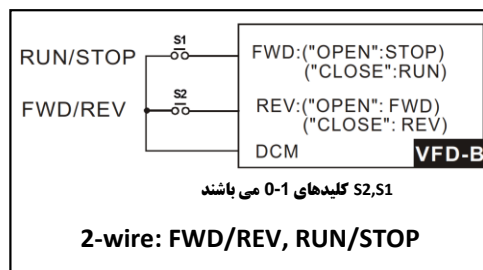 S1
RUN/STOP
FWD:("OPEN":STOP)
("CLOSE":RUN)
S2
FWD/REV
REV:("OPEN": FWD)
("CLOSE": REV)
DCM
VFD-B
S2,S1 کلیدهای 1-0 می باشند
2-wire: FWD/REV, RUN/STOP